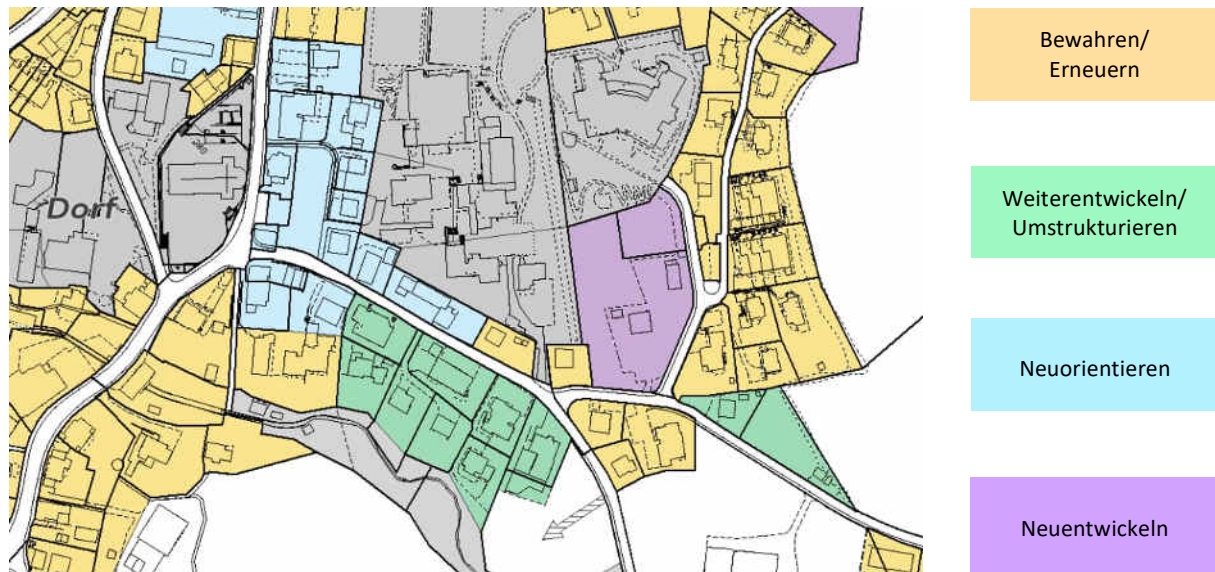 Dorf
Bewahren/
Erneuern
Weiterentwickeln/
Umstrukturieren
Neuorientieren
Neuentwickeln